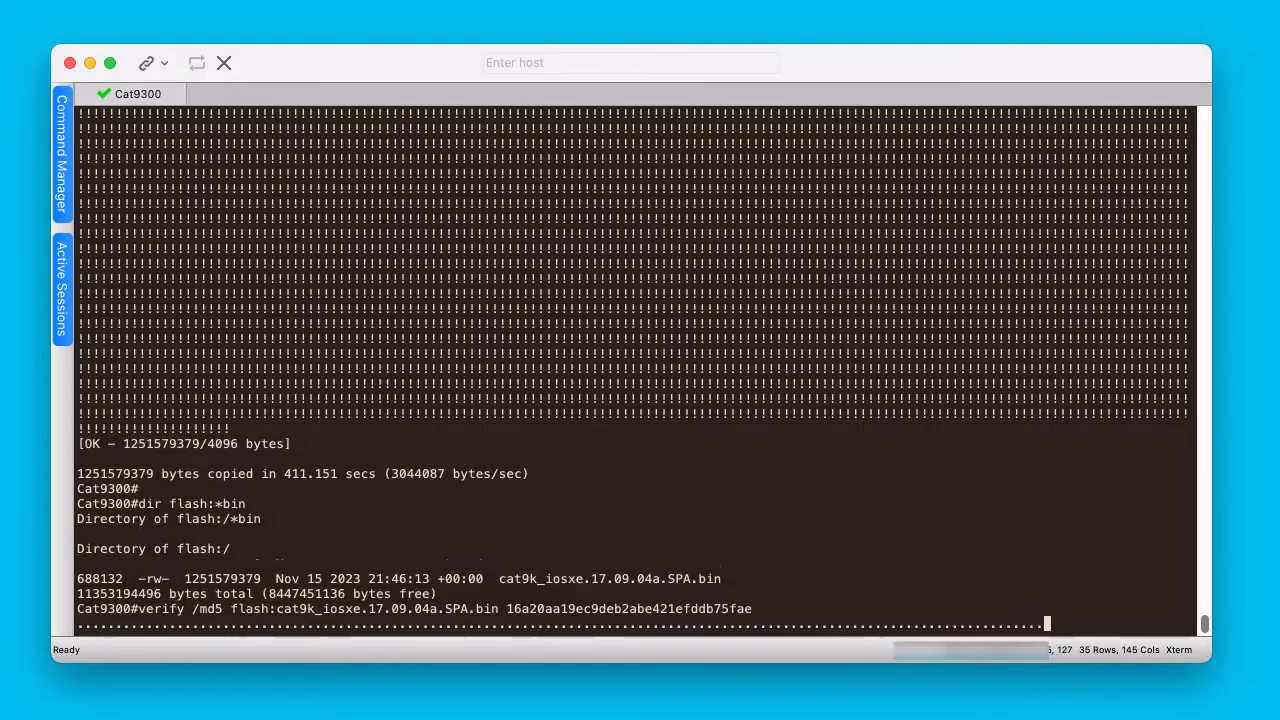 Enter host
Cat9300
Command Manager
Active Sessions
!!!!!!!!!!!!!!!!!!!!
[OK - 1251579379/4096 bytes]
1251579379 bytes copied in 411.151 secs (3044087 bytes/sec)
Cat9300#
Cat9300#dir flash:*bin
Directory of flash:/*bin
Directory of flash:/
688132 -rw- 1251579379 Nov 15 2023 21:46:13 +00:00 cat9k_iosxe.17.09.04a.SPA.bin
11353194496 bytes total (8447451136 bytes free)
Cat9300#verify /md5 flash:cat9k_iosxe.17.09.04a.SPA.bin 16a20aa19ec9deb2abe421efddb75fae
Ready
127 35 Rows, 145 Cols Xterm